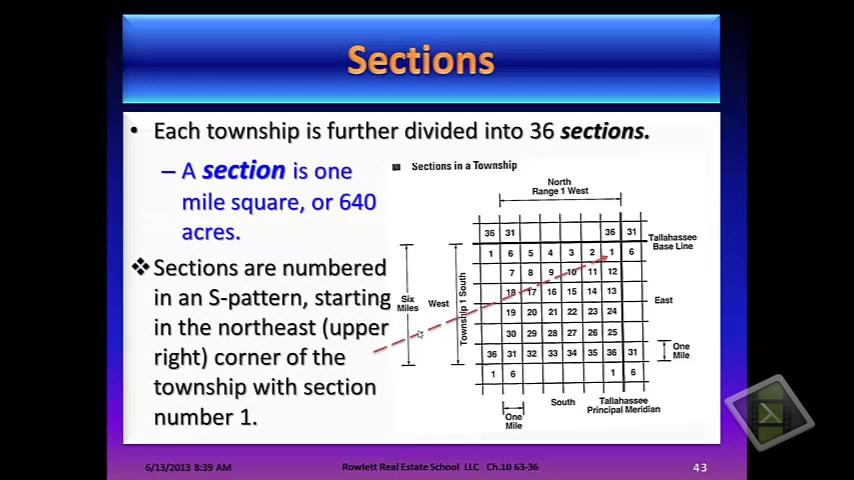 Sections
• Each township is further divided into 36 sections.
– A section is one
mile square, or 640
acres.
❖Sections are numbered
in an S-pattern, starting
in the northeast (upper
right) corner of the
township with section
number 1.
Sections in a Township
North
Range 1 West
36 31 36 31
Tallahassee
Base Line
1 6 5 4 3 2 1 6
7 8 9 10 11 12
18 17 16 15 14 13
Six
Miles
West
Township 1 South
East
19 20 21 22 23 24
30 29 28 27 26 25
36 31 32 33 34 35 36 31
One
Mile
1 6 1 6
South
Tallahassee
Principal Meridian
One
Mile
6/13/2013 8:39 AM
Rowlett Real Estate School LLC Ch.10 63-36
43